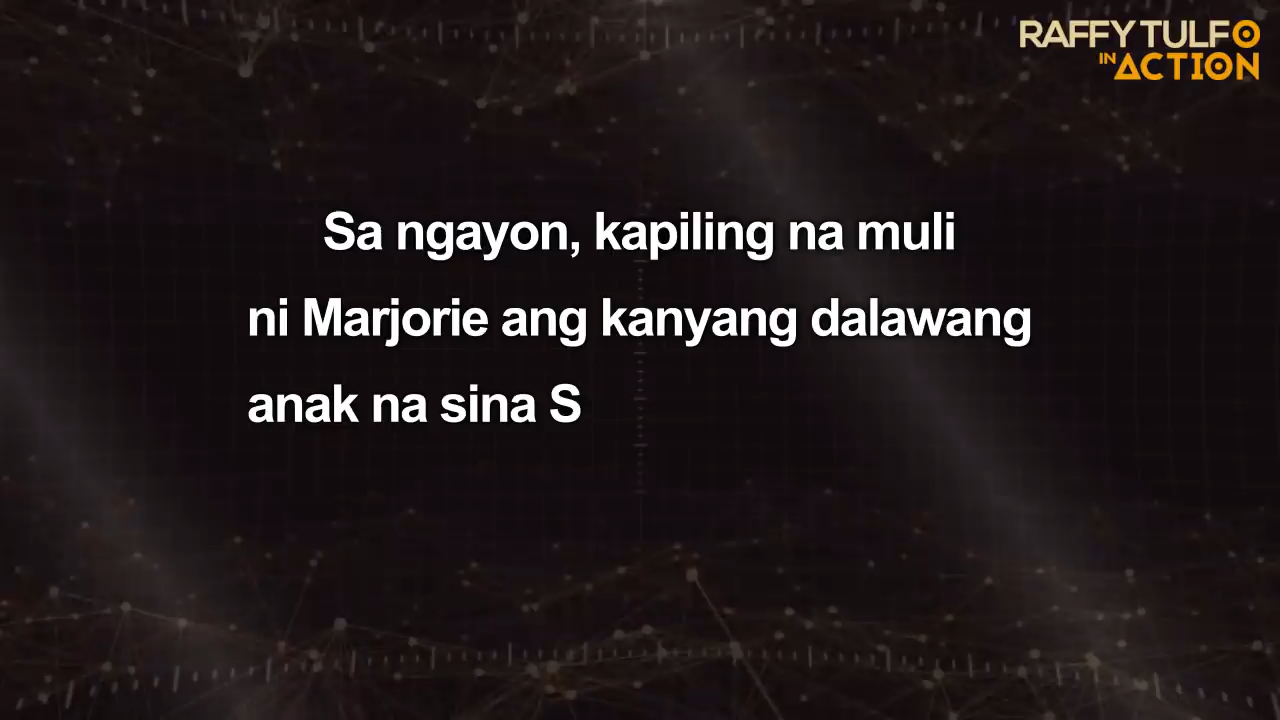 RAFFY TULFO
IN ACTION
Sa ngayon, kapiling na muli
ni Marjorie ang kanyang dalawang
anak na sina S